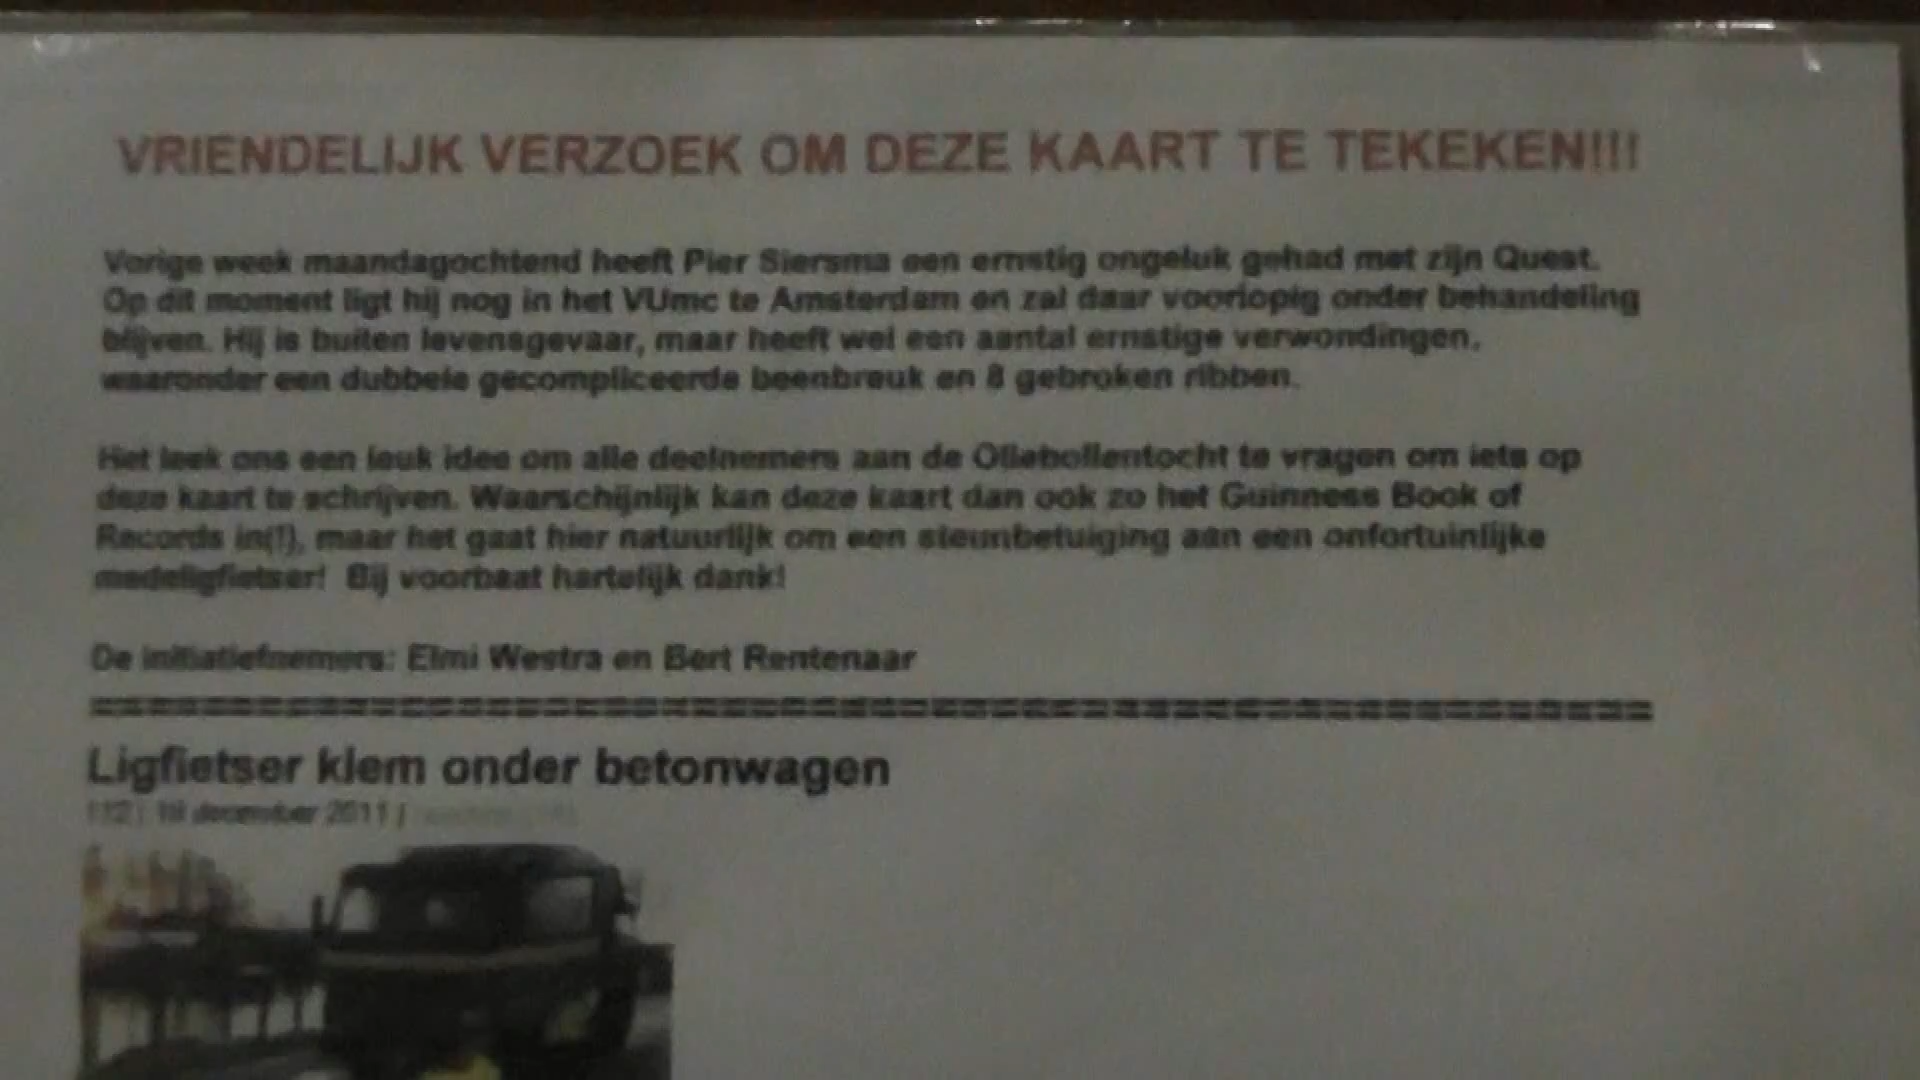 VRIENDELIJK VERZOEK OM DEZE KAART TE TEKEKEN!!!
Vorige week maandagochtend heeft Pier Siersma een ernstig ongeluk gehad met zijn Quest.
Op dit moment ligt hij nog in het VUmc te Amsterdam en zal daar voorlopig onder behandeling
blijven. Hij is buiten levensgevaar, maar heeft wel een aantal ernstige verwondingen,
waaronder een dubbele gecompliceerde beenbreuk en 8 gebroken ribben.
Het leek ons een leuk idee om alle deelnemers aan de Oliebollentocht te vragen om iets op
deze kaart te schrijven. Waarschijnlijk kan deze kaart dan ook zo het Guinness Book of
Records in(!), maar het gaat hier natuurlijk om een steunbetuiging aan een onfortuinlijke
medeligfietser! Bij voorbaat hartelijk dank!
De initiatiefnemers: Elmi Westra en Bert Rentenaar
Ligfietser klem onder betonwagen
112 | december 2011 |